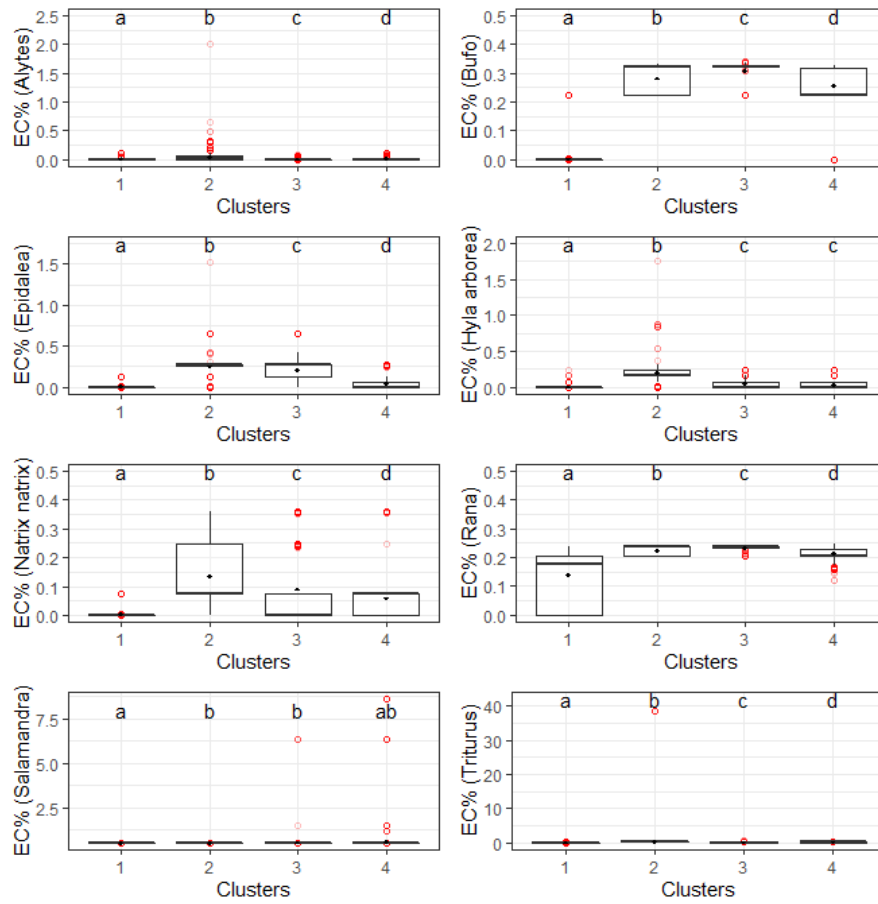 a b c d
2.5
2.0
1.5
1.0
0.5
0.0
EC% (Alytes)
1 2 3 4
Clusters
a b c d
0.5
0.4
0.3
0.2
0.1
0.0
EC% (Bufo)
1 2 3 4
Clusters
a b c d
1.5
1.0
0.5
0.0
EC% (Epidalea)
1 2 3 4
Clusters
a b c c
2.0
1.5
1.0
0.5
0.0
EC% (Hyla arborea)
1 2 3 4
Clusters
a b c d
0.5
0.4
0.3
0.2
0.1
0.0
EC% (Natrix natrix)
1 2 3 4
Clusters
a b c d
0.5
0.4
0.3
0.2
0.1
0.0
EC% (Rana)
1 2 3 4
Clusters
a b b ab
7.5
5.0
2.5
EC% (Salamandra)
1 2 3 4
Clusters
a b c d
40
30
20
10
0
EC% (Triturus)
1 2 3 4
Clusters